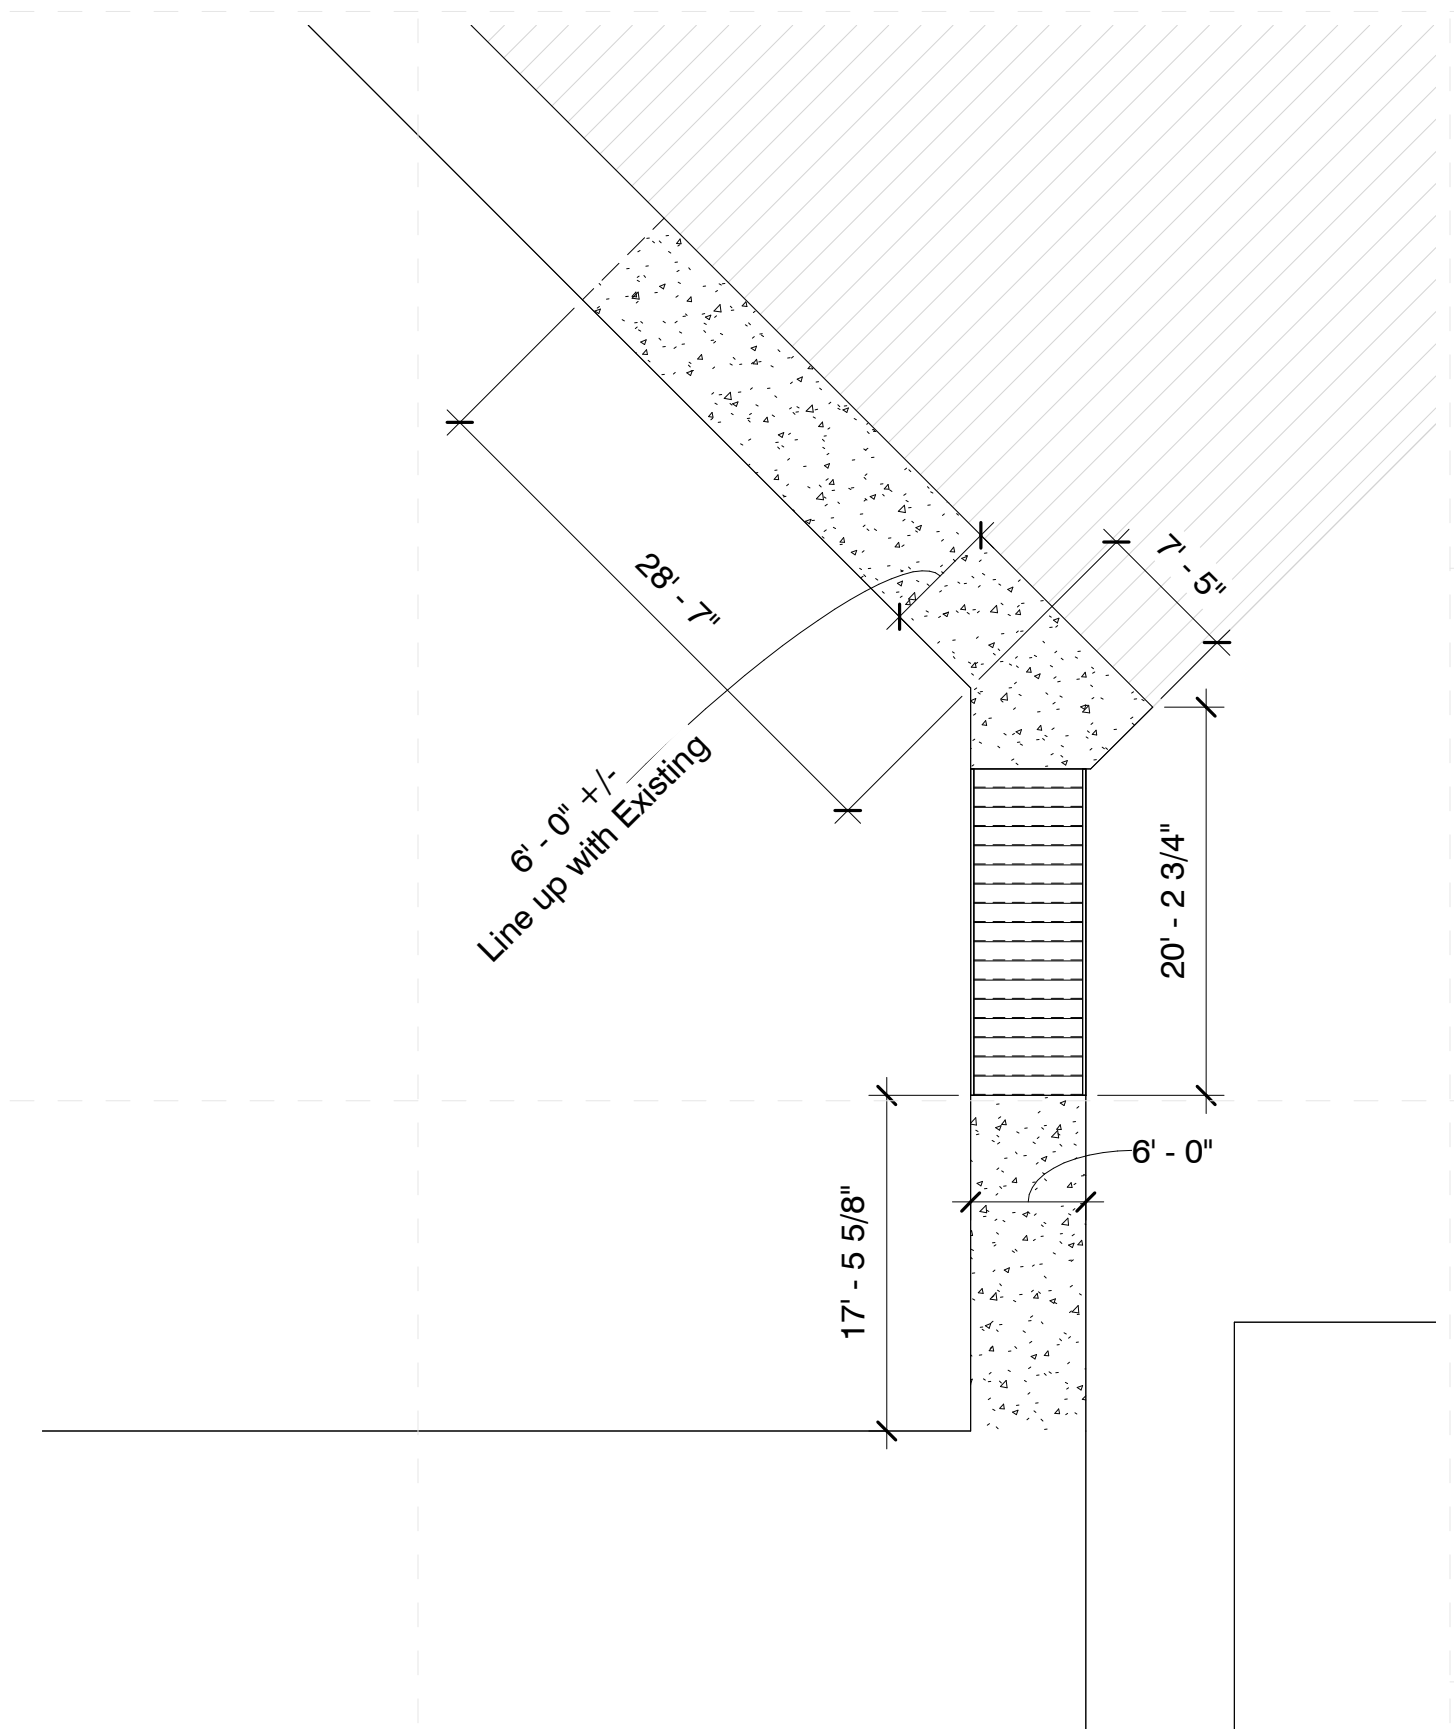 7' - 5"
28' - 7"
6' - 0" +/-
Line up with Existing
20' - 2 3/4"
6' - 0"
17' - 5 5/8"